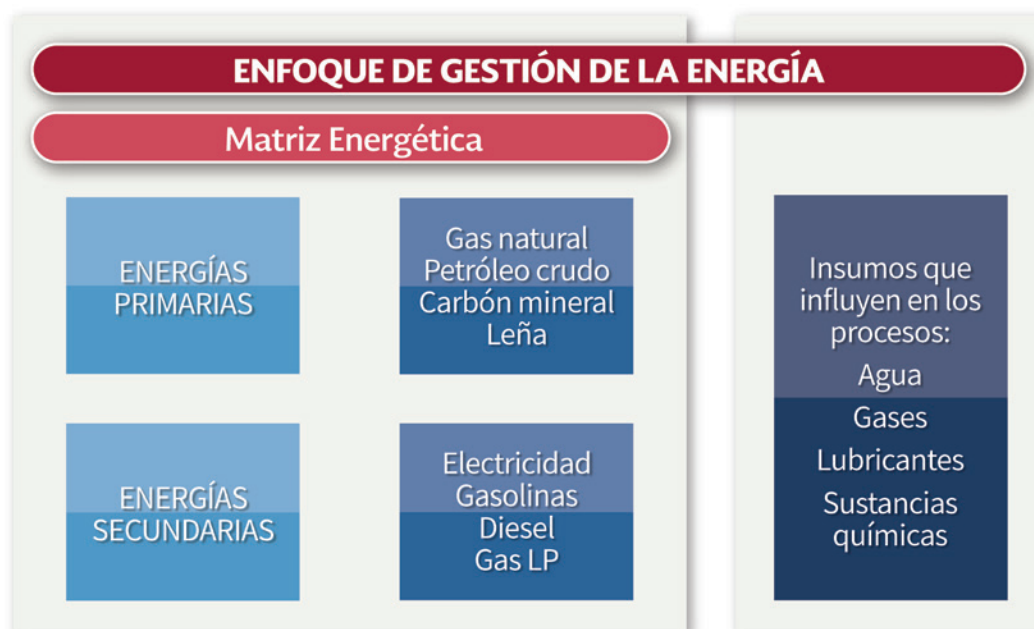 ENFOQUE DE GESTIÓN DE LA ENERGÍA
Matriz Energética
ENERGÍAS
PRIMARIAS
Gas natural
Petróleo crudo
Carbón mineral
Leña
ENERGÍAS
SECUNDARIAS
Electricidad
Gasolinas
Diesel
Gas LP
Insumos que
influyen en los
procesos:
Agua
Gases
Lubricantes
Sustancias
químicas